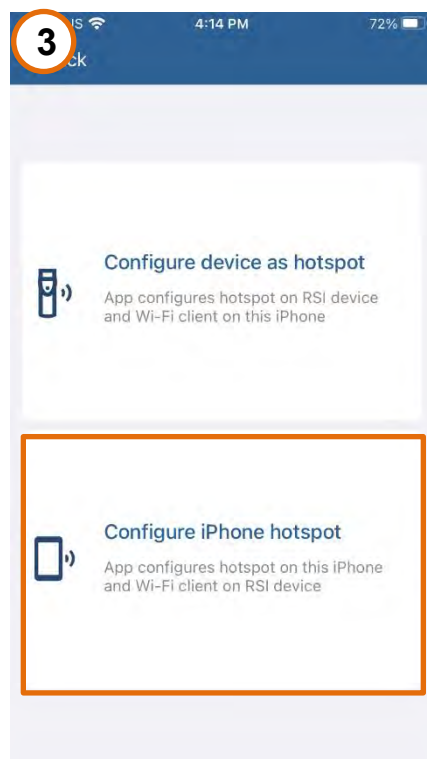 3
4:14 PM
72%
Configure device as hotspot
App configures hotspot on RSI device
and Wi-Fi client on this iPhone
Configure iPhone hotspot
App configures hotspot on this iPhone
and Wi-Fi client on RSI device